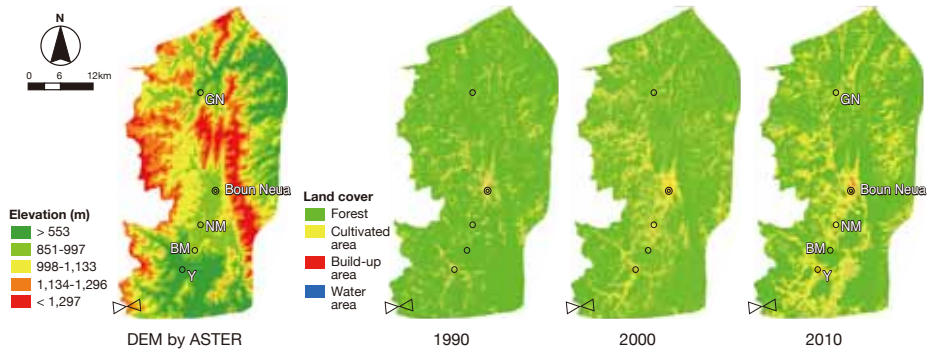 N
0 6 12km
GN
Boun Neua
NM
BM
Y
Elevation (m)
> 553
851-997
998-1,133
1,134-1,296
< 1,297
DEM by ASTER
Land cover
Forest
Cultivated
area
Build-up
area
Water
area
1990
2000
GN
Boun Neua
NM
BM
Y
2010